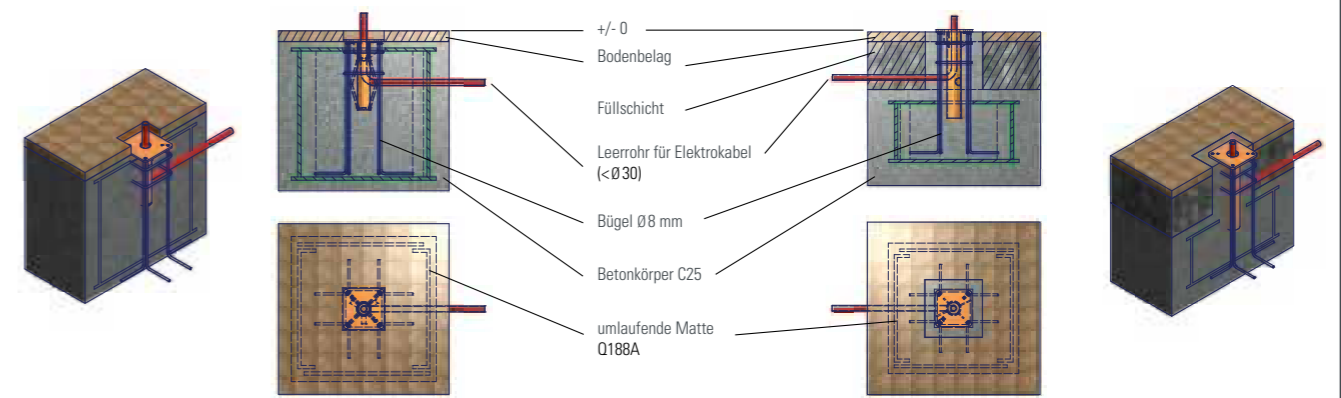 +/- 0
Bodenbelag
Füllschicht
Leerrohr für Elektrokabel
(<Ø30)
Bügel Ø8 mm
Betonkörper C25
umlaufende Matte
Q188A